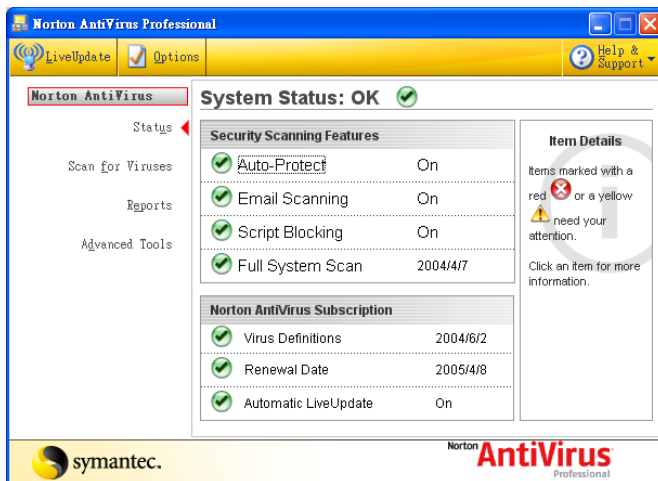 Norton AntiVirus Professional
LiveUpdate
Options
Help &
Support
Norton AntiVirus
Status
Scan for Viruses
Reports
Advanced Tools
System Status: OK
Security Scanning Features
Auto-Protect On
Email Scanning On
Script Blocking On
Full System Scan 2004/4/7
Norton AntiVirus Subscription
Virus Definitions 2004/6/2
Renewal Date 2005/4/8
Automatic LiveUpdate On
Item Details
Items marked with a
red or a yellow
need your
attention.
Click an item for more
information.
symantec.
Norton AntiVirus
Professional